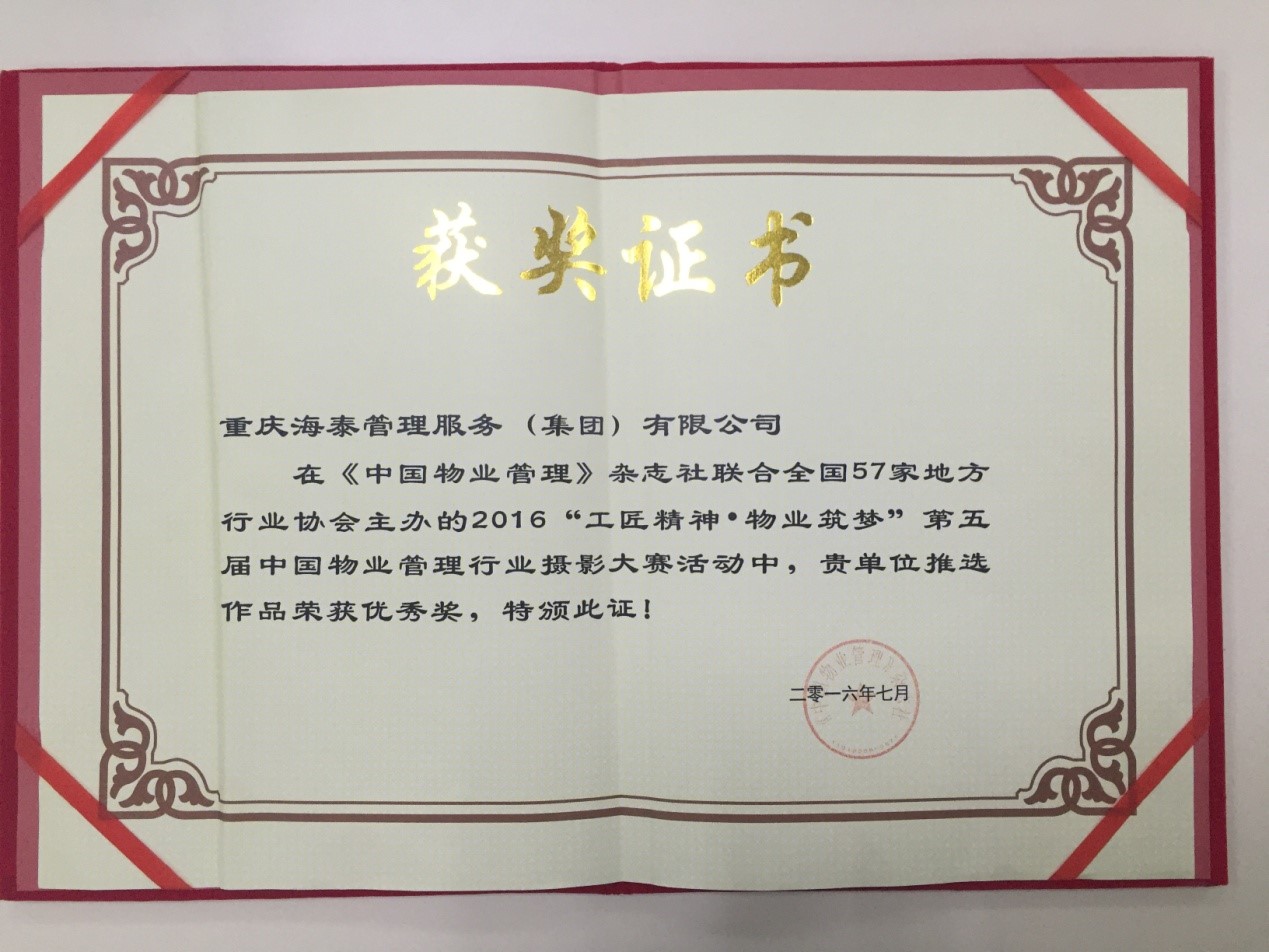 获奖证书
重庆海泰管理服务（集团）有限公司
在《中国物业管理》杂志社联合全国57家地方
行业协会主办的2016“工匠精神•物业筑梦”第五
届中国物业管理行业摄影大赛活动中，贵单位推选
作品荣获优秀奖，特颁此证！
物业管理》
二零一六年七月